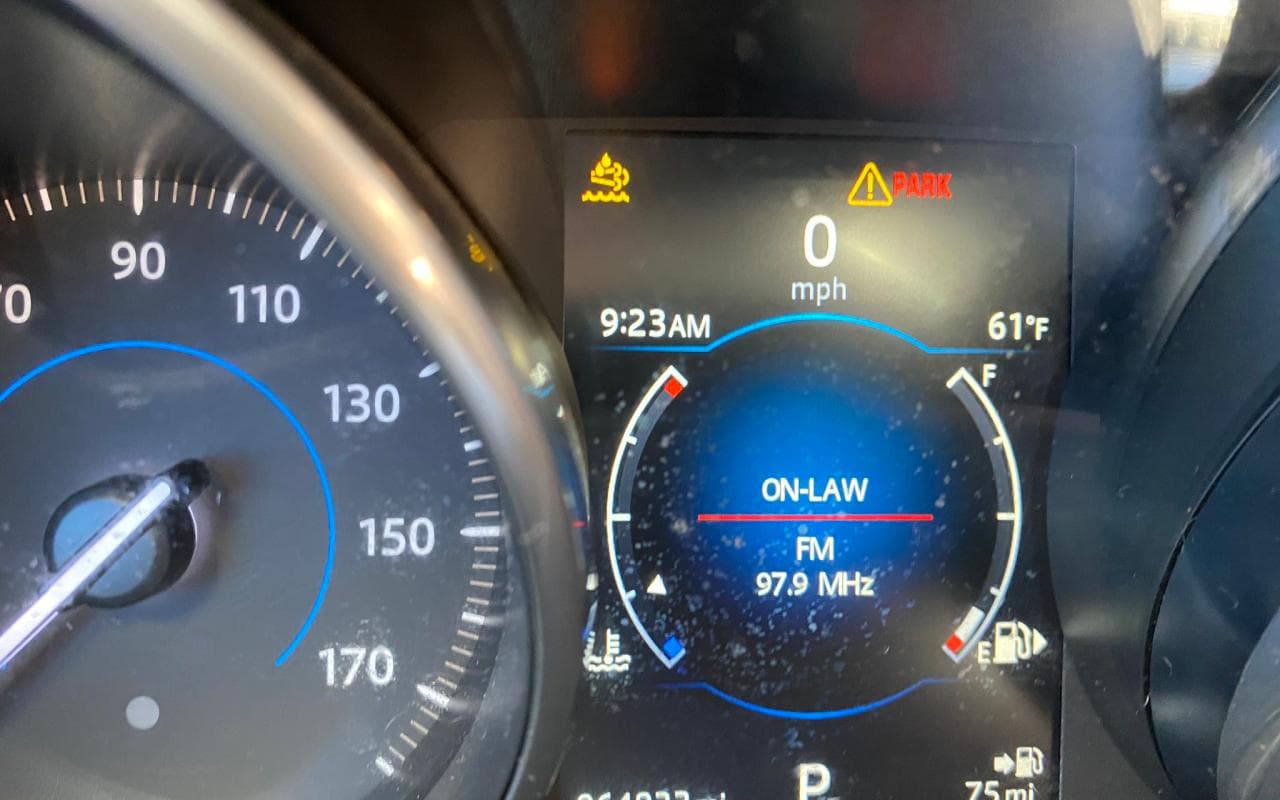 PARK
0
mph
9:23AM
61°F
90
110
130
150
170
F
ON-LAW
FM
97.9 MHz
E
P
75mi